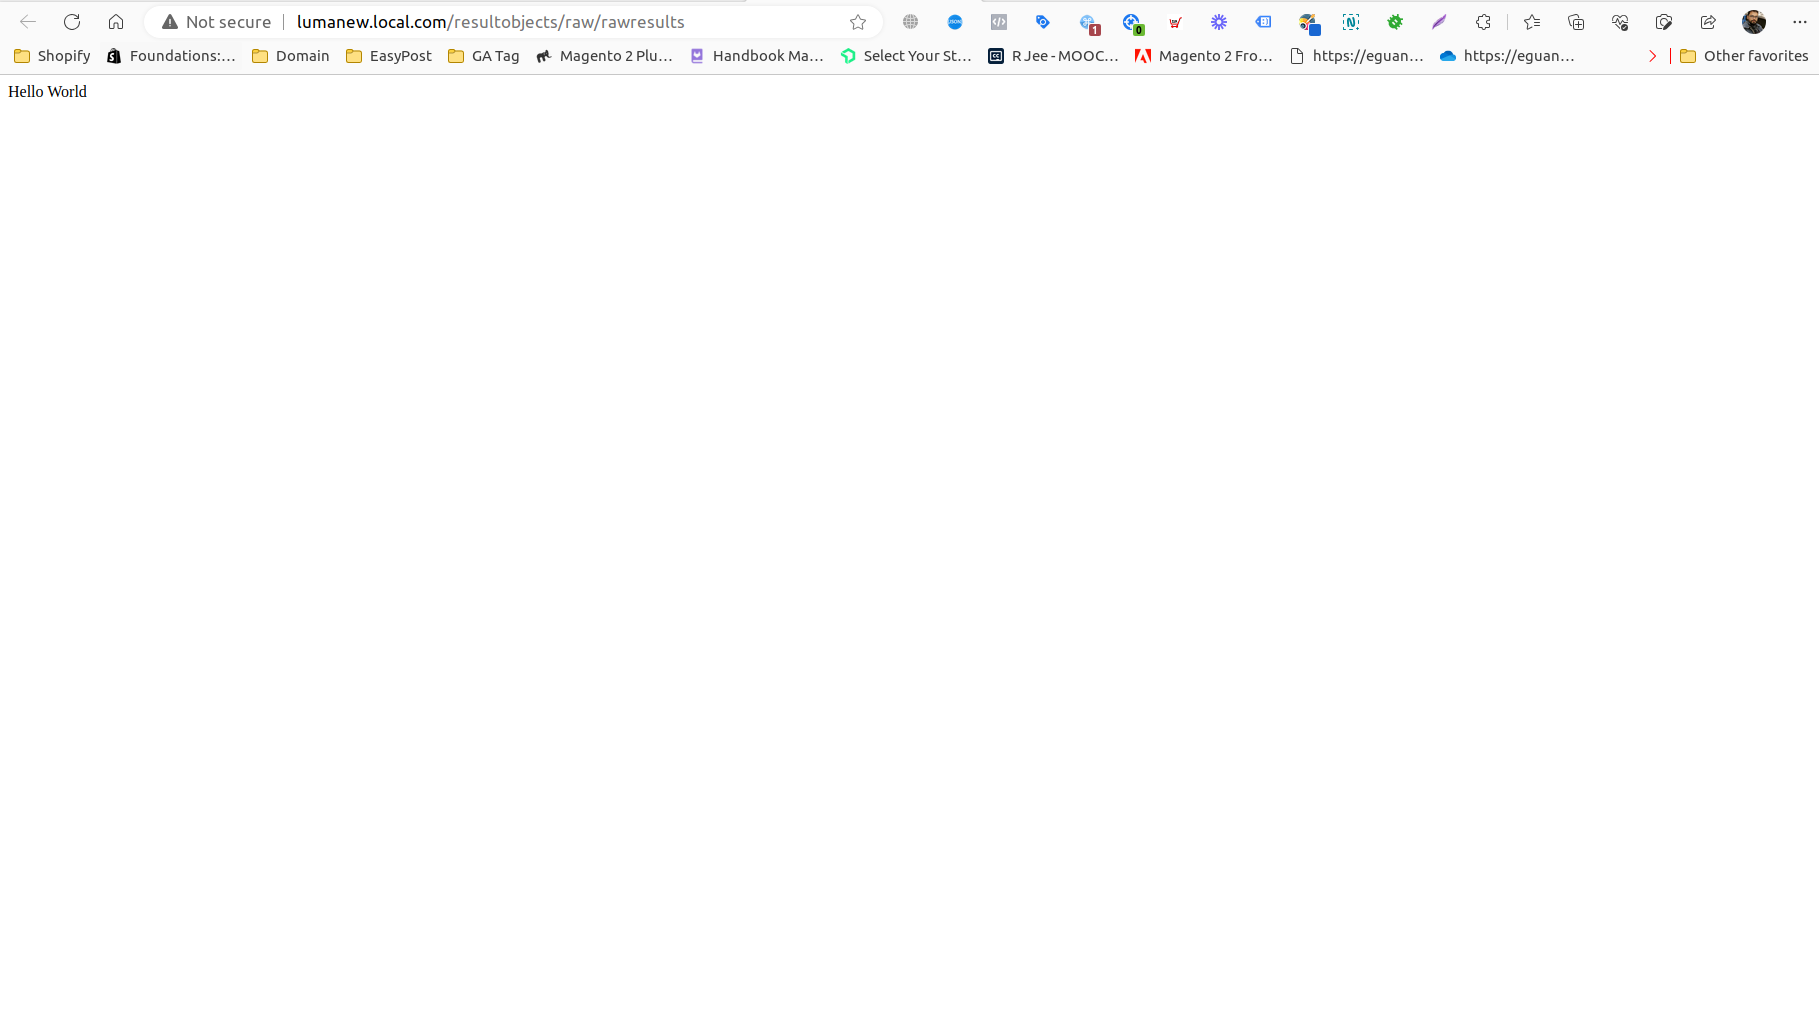 Not secure lumanew.local.com/resultobjects/raw/rawresults 1 0
Shopify Foundations:... Domain EasyPost GA Tag Magento 2 Plu... Handbook Ma... Select Your St... R Jee - MOOC... Magento 2 Fro... https://eguan... https://eguan... Other favorites
Hello World